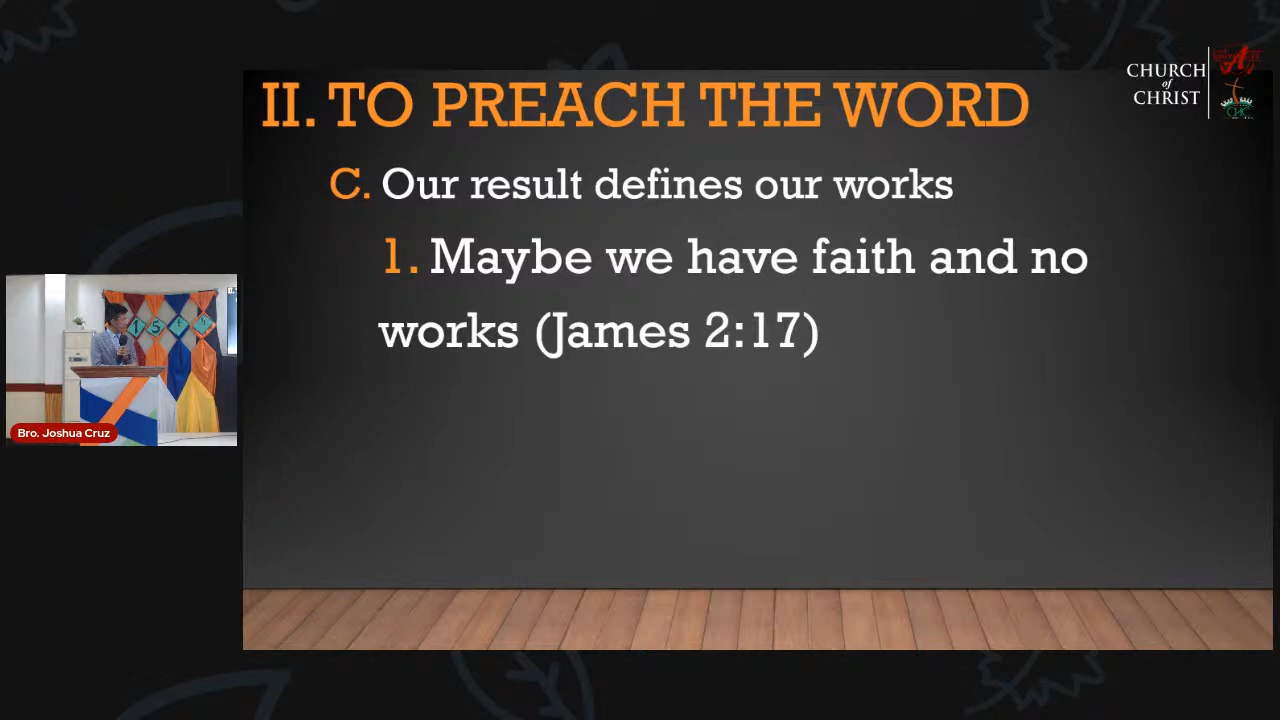 II. TO PREACH THE WORD
C. Our result defines our works
1. Maybe we have faith and no
works (James 2:17)
CHURCH
of
CHRIST
15
Bro. Joshua Cruz